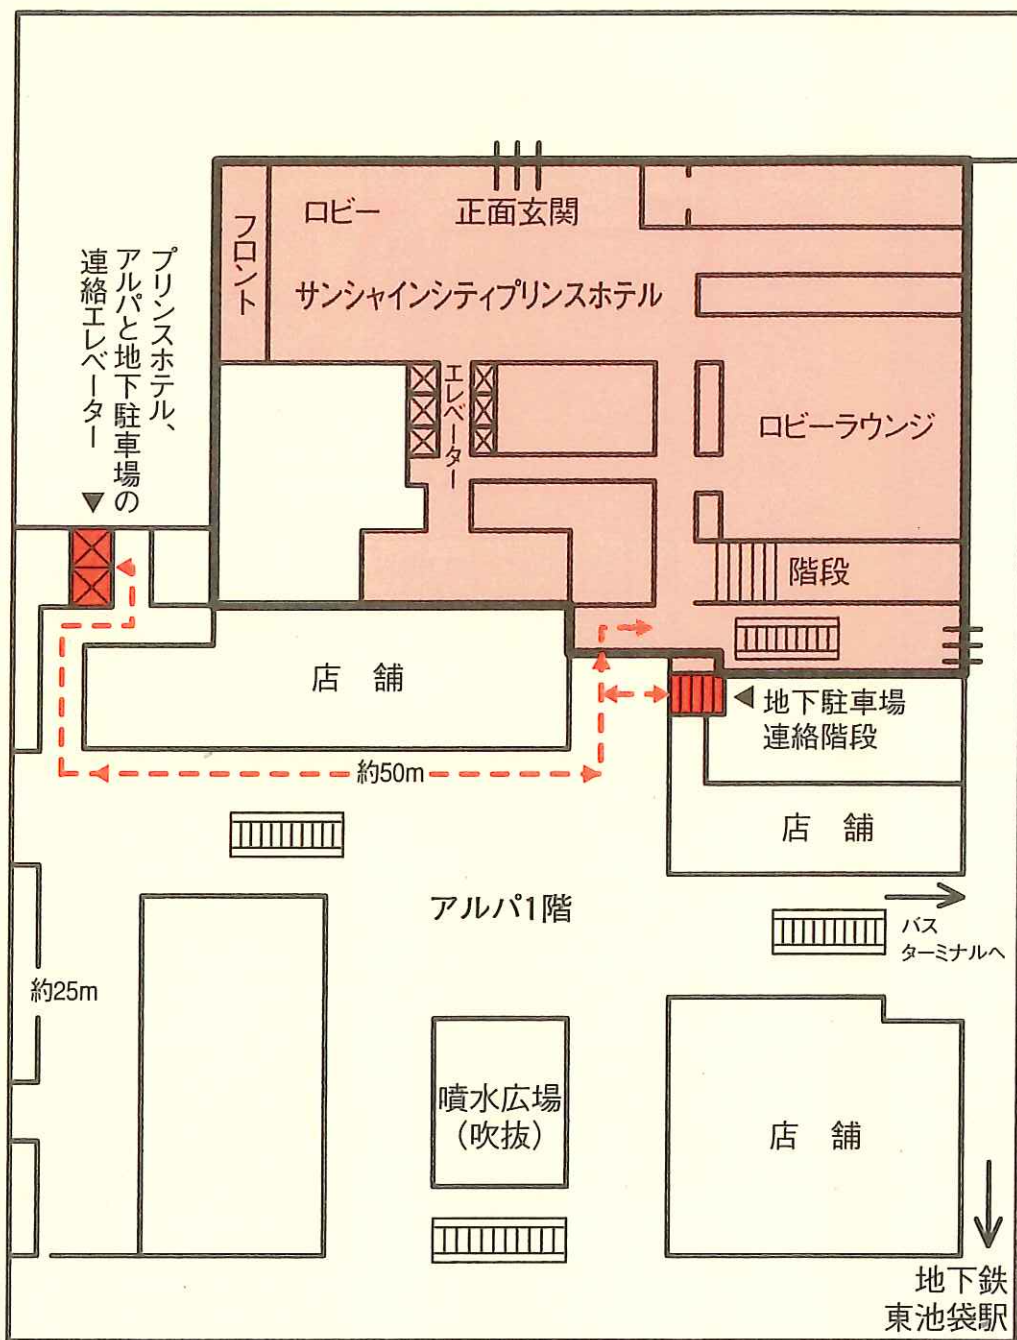 ロビー
正面玄関
フロント
サンシャインシティプリンスホテル
プリンスホテル、
アルパと地下駐車場の
連絡エレベーター
▼
エレベーター
ロビーラウンジ
階段
店 舗
◀地下駐車場
連絡階段
約50m
店 舗
アルパ1階
バス
ターミナルへ
約25m
噴水広場
(吹抜)
店 舗
地下鉄
東池袋駅